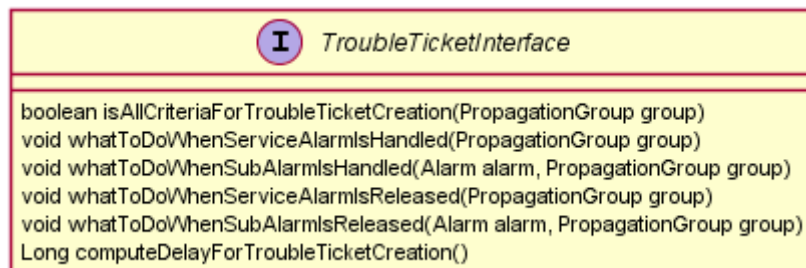 I TroubleTicketInterface
boolean isAllCriteriaForTroubleTicketCreation(PropagationGroup group)
void whatToDoWhenServiceAlarmIsHandled(PropagationGroup group)
void whatToDoWhenSubAlarmIsHandled(Alarm alarm, PropagationGroup group)
void whatToDoWhenServiceAlarmIsReleased(PropagationGroup group)
void whatToDoWhenSubAlarmIsReleased(Alarm alarm, PropagationGroup group)
Long computeDelayForTroubleTicketCreation()